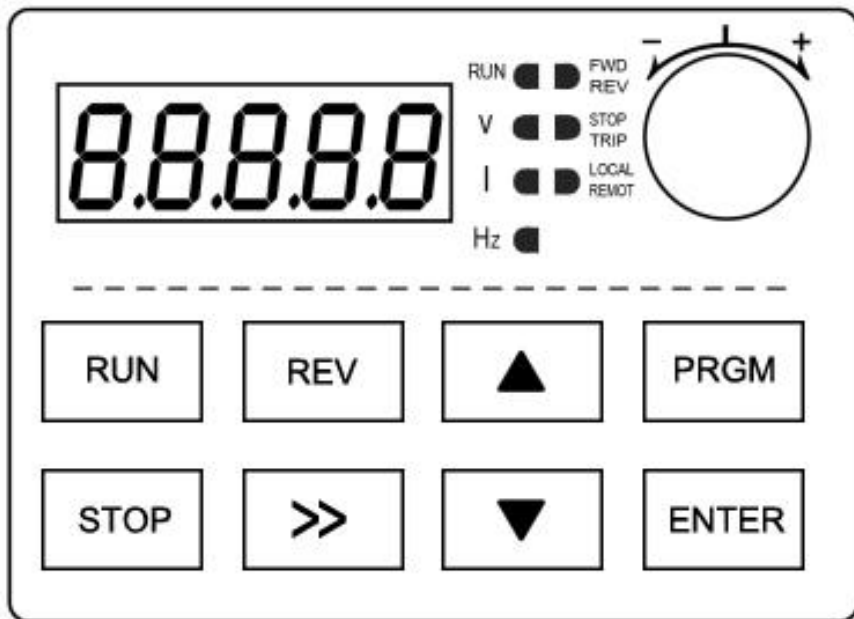 8.8.8.8.8
RUN FWD
REV
V STOP
TRIP
I LOCAL
REMOT
Hz
− +
RUN REV ▲ PRGM
STOP >> ▼ ENTER